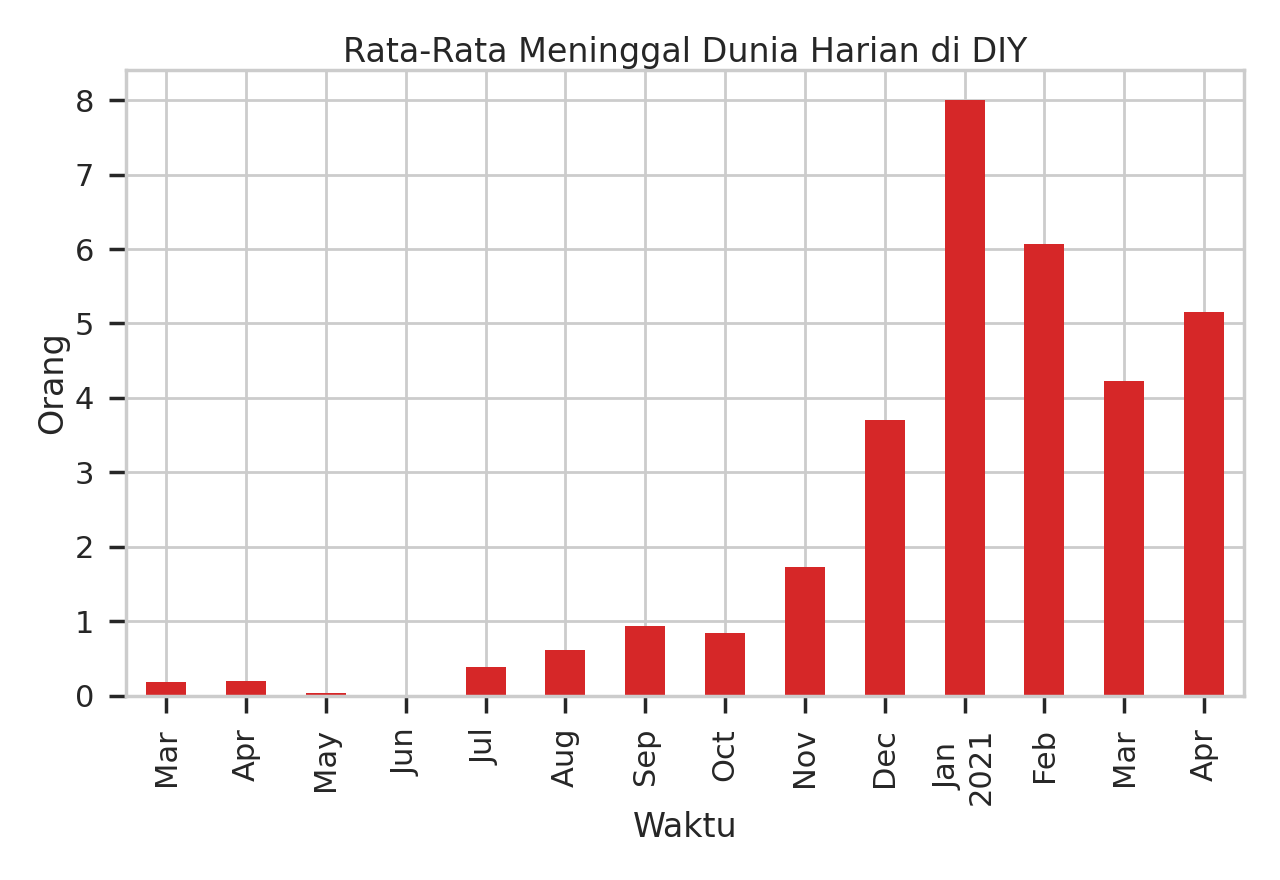 Rata-Rata Meninggal Dunia Harian di DIY
8
7
6
5
4
3
2
1
0
Orang
Mar
Apr
May
Jun
Jul
Aug
Sep
Oct
Nov
Dec
Jan
2021
Feb
Mar
Apr
Waktu